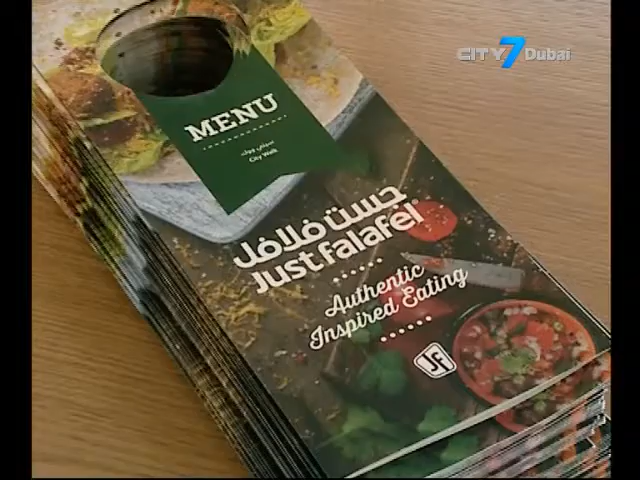 CITY 7 Dubai
MENU
سيتي ووك
City Walk
جست فلافل
Just falafel
Authentic
Inspired Eating
JF